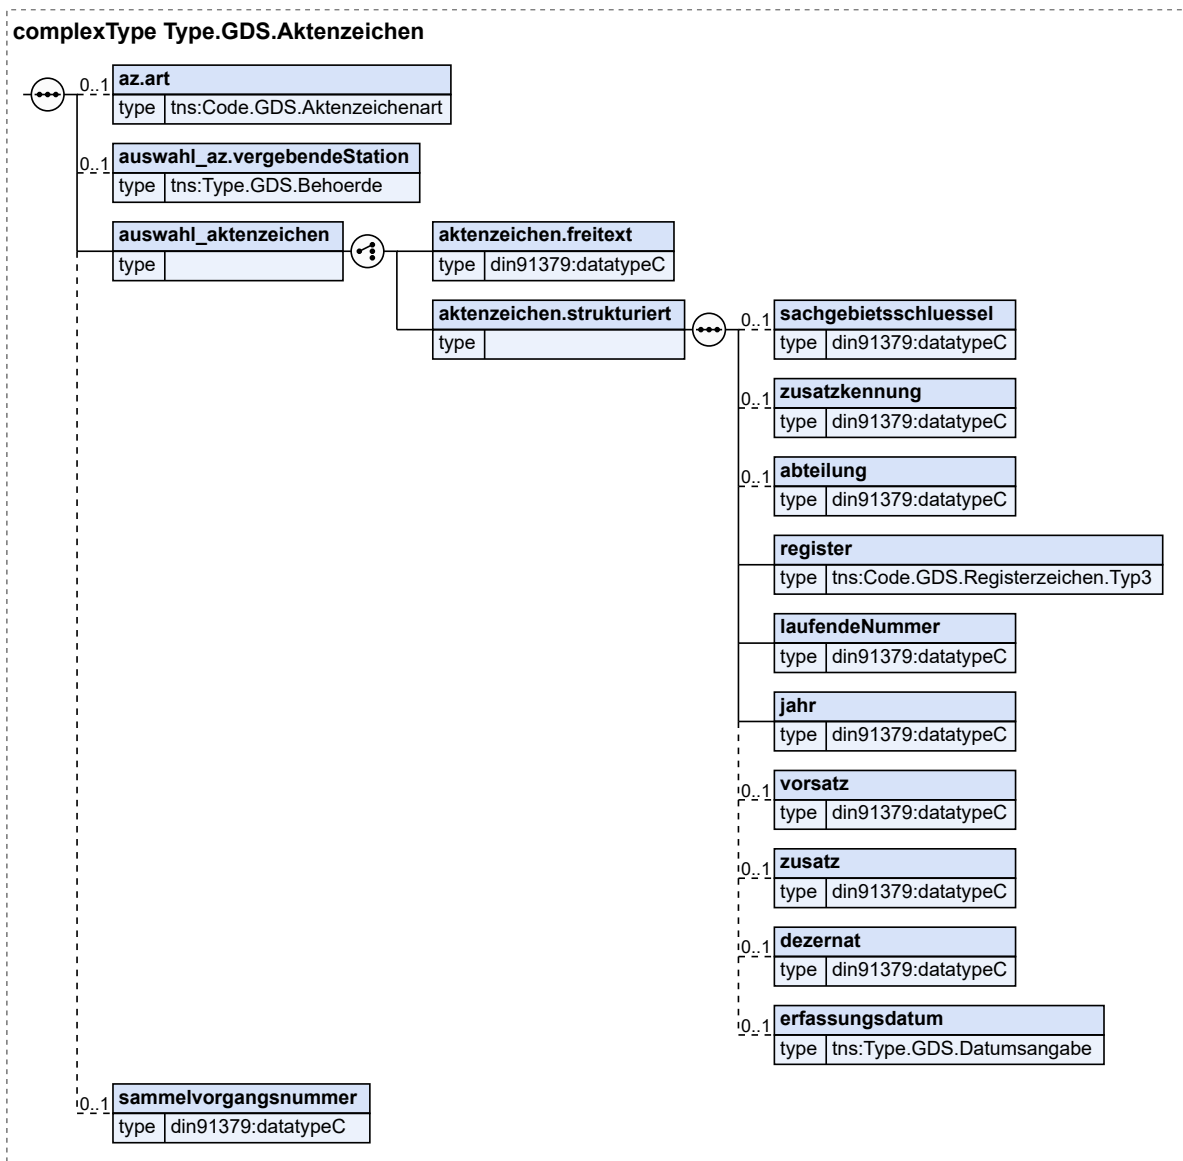 complexType Type.GDS.Aktenzeichen
0..1 az.art
type tns:Code.GDS.Aktenzeichenart
0..1 auswahl_az.vergebendeStation
type tns:Type.GDS.Behoerde
auswahl_aktenzeichen
type
aktenzeichen.freitext
type din91379:datatypeC
aktenzeichen.strukturiert
type
0..1 sachgebietsschluessel
type din91379:datatypeC
0..1 zusatzkennung
type din91379:datatypeC
0..1 abteilung
type din91379:datatypeC
register
type tns:Code.GDS.Registerzeichen.Typ3
laufendeNummer
type din91379:datatypeC
jahr
type din91379:datatypeC
0..1 vorsatz
type din91379:datatypeC
0..1 zusatz
type din91379:datatypeC
0..1 dezernat
type din91379:datatypeC
0..1 erfassungsdatum
type tns:Type.GDS.Datumsangabe
0..1 sammelvorgangsnummer
type din91379:datatypeC